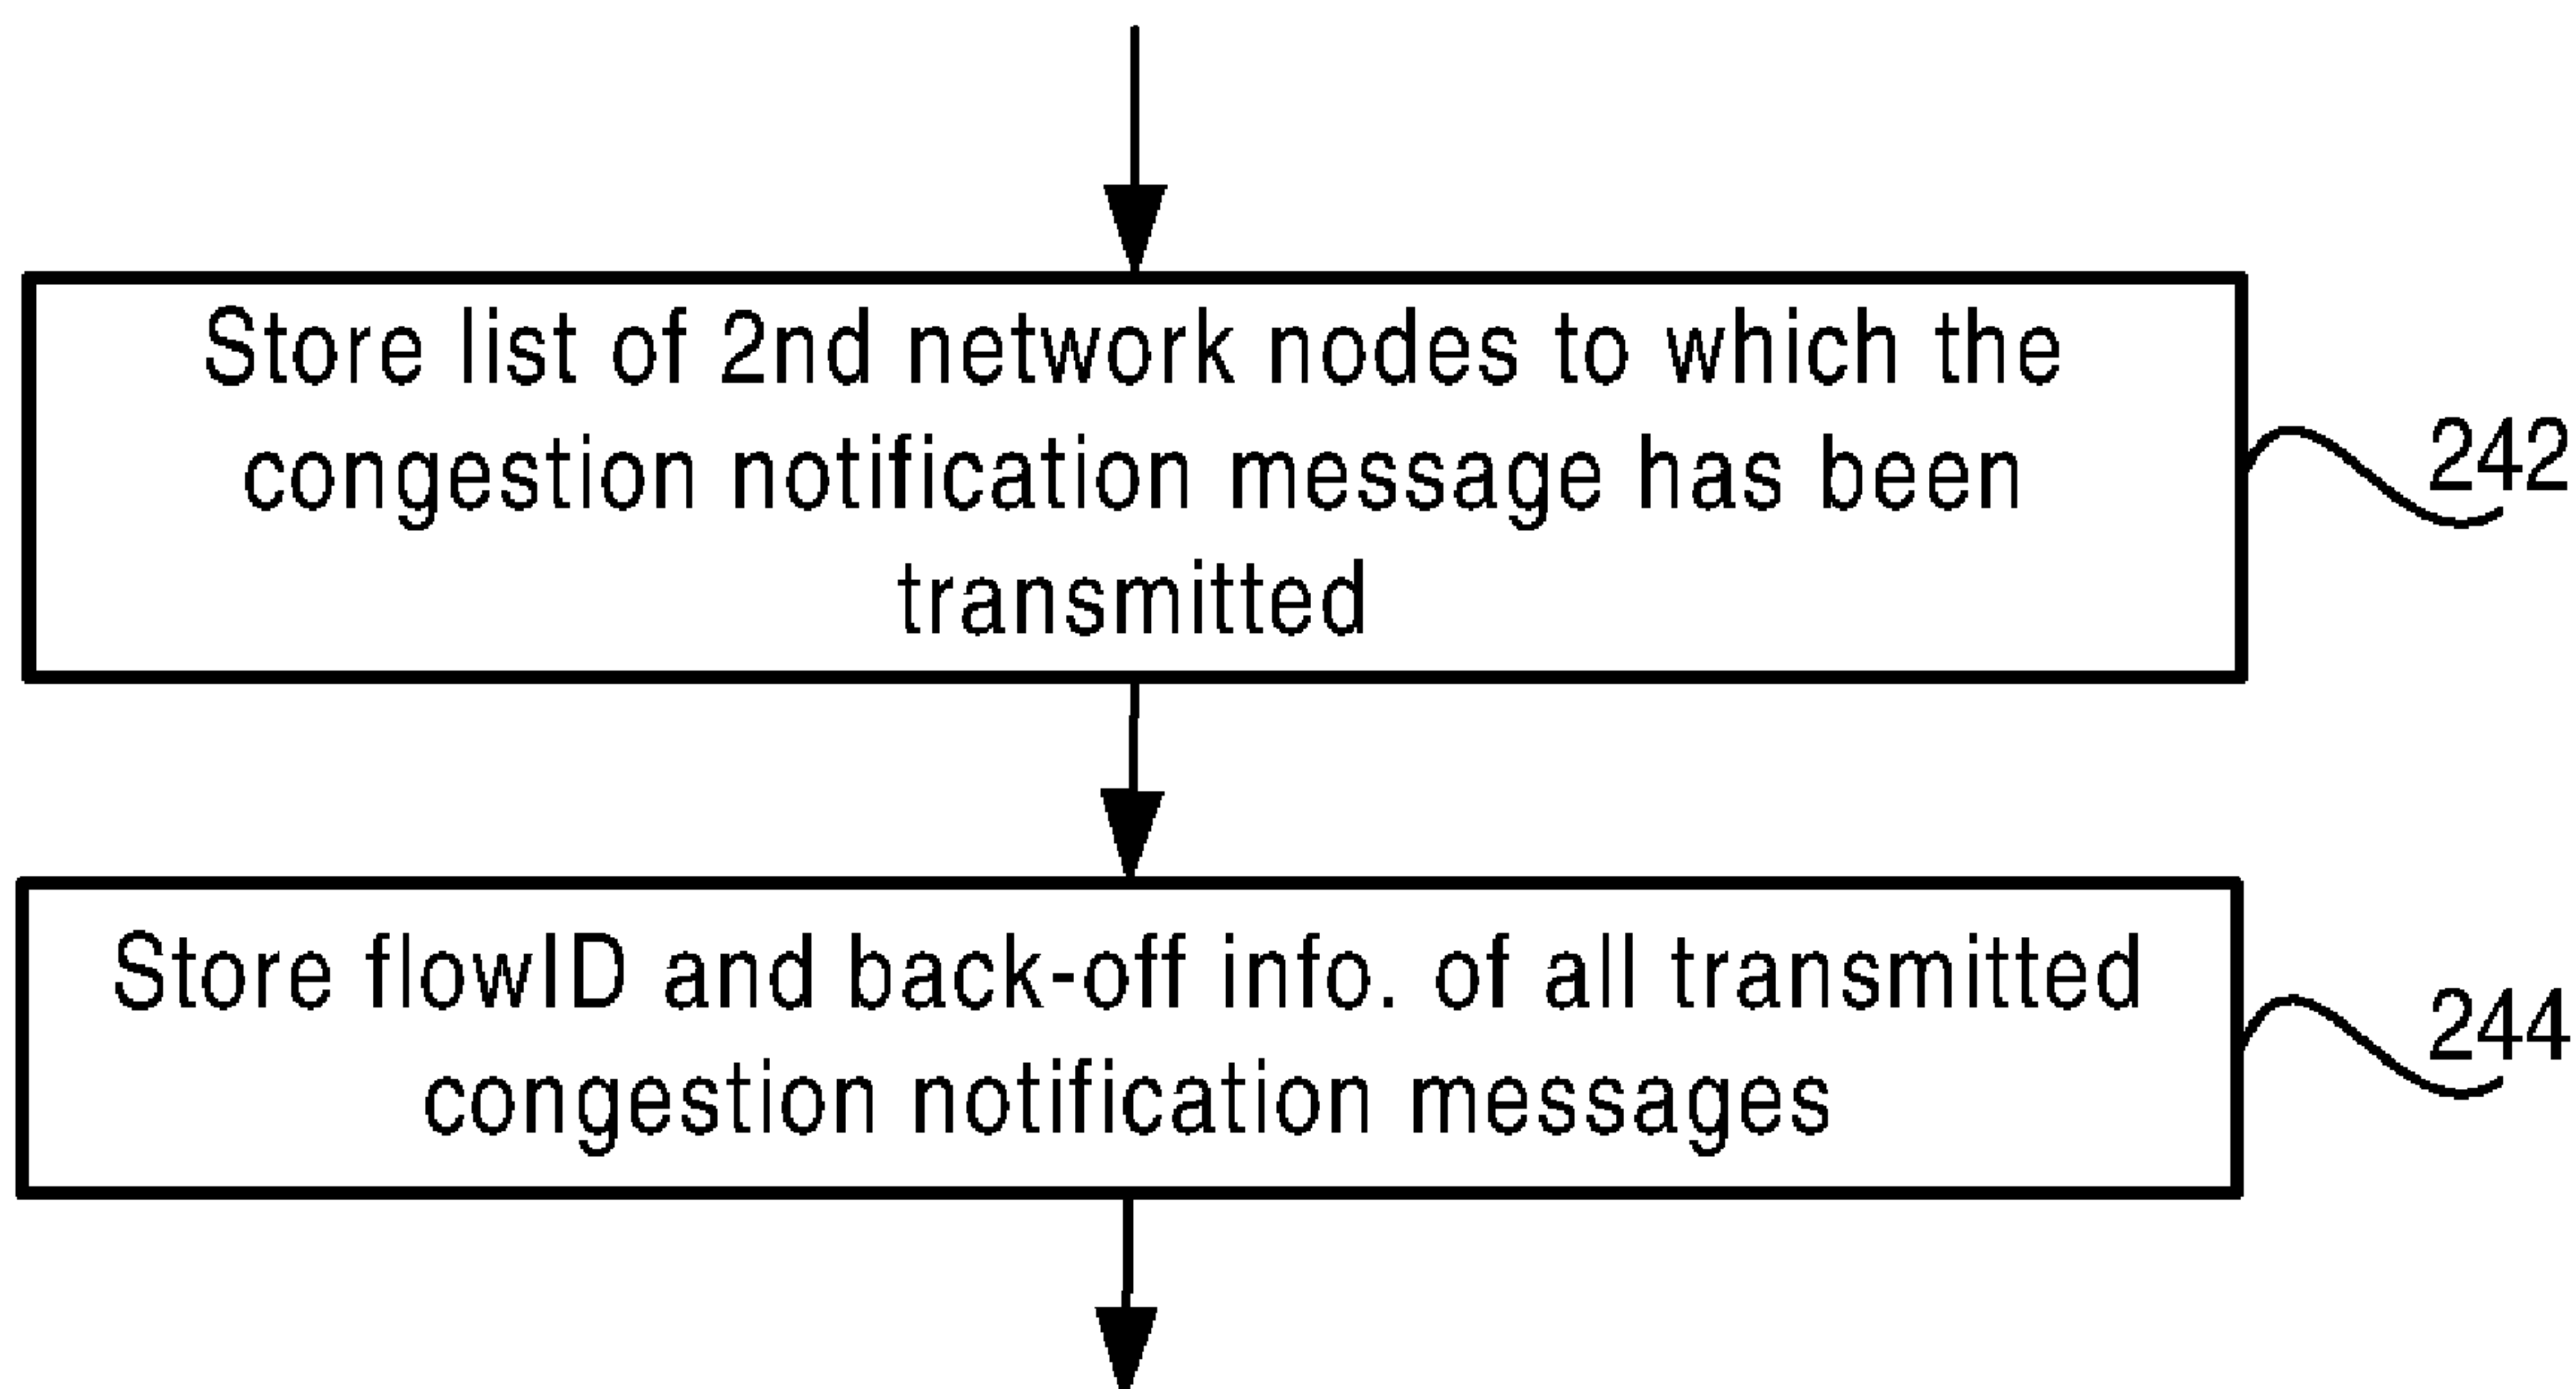 Store list of 2nd network nodes to which the
congestion notification message has been
transmitted
242
Store flowID and back-off info. of all transmitted
congestion notification messages
244